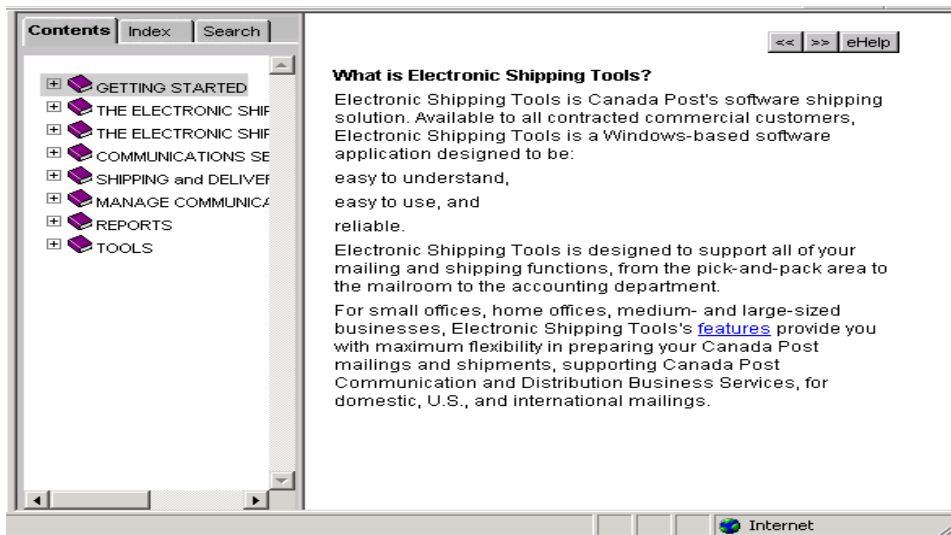 Contents Index Search
<< >> eHelp
GETTING STARTED
THE ELECTRONIC SHIP
THE ELECTRONIC SHIP
COMMUNICATIONS SE
SHIPPING and DELIVER
MANAGE COMMUNICA
REPORTS
TOOLS
What is Electronic Shipping Tools?
Electronic Shipping Tools is Canada Post's software shipping
solution. Available to all contracted commercial customers,
Electronic Shipping Tools is a Windows-based software
application designed to be:
easy to understand,
easy to use, and
reliable.
Electronic Shipping Tools is designed to support all of your
mailing and shipping functions, from the pick-and-pack area to
the mailroom to the accounting department.
For small offices, home offices, medium- and large-sized
businesses, Electronic Shipping Tools's features provide you
with maximum flexibility in preparing your Canada Post
mailings and shipments, supporting Canada Post
Communication and Distribution Business Services, for
domestic, U.S., and international mailings.
Internet